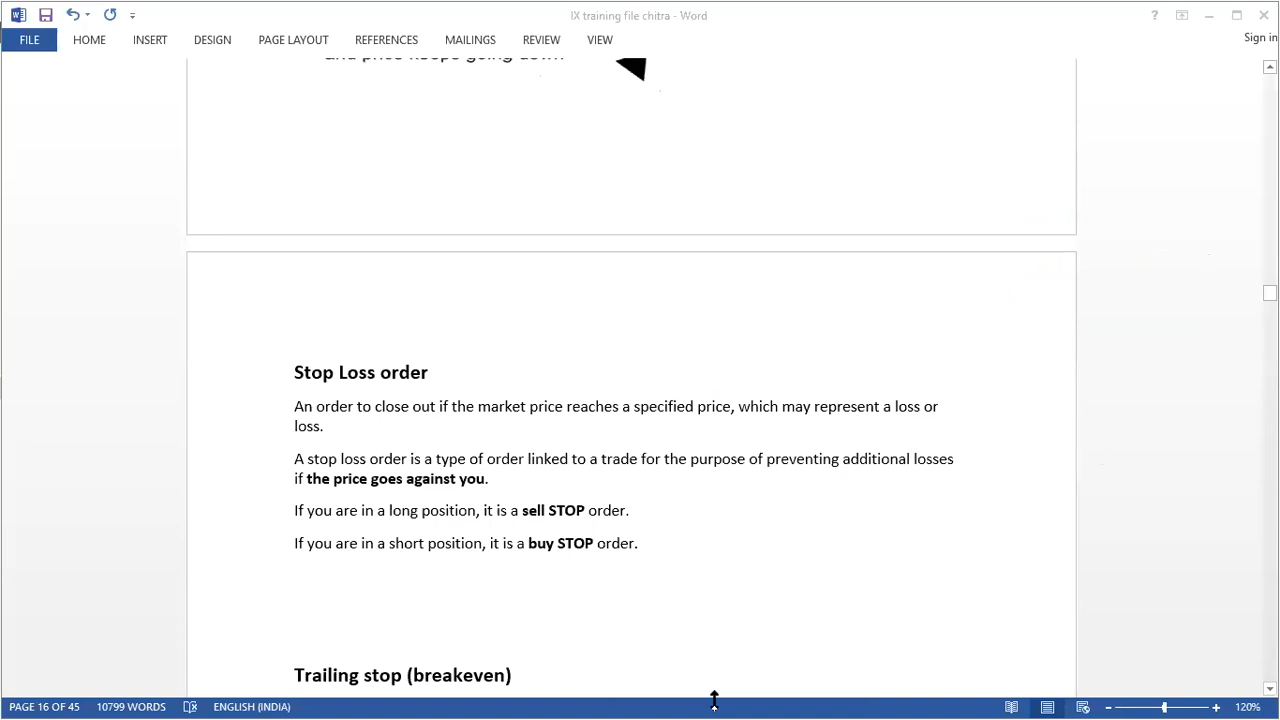 IX training file chitra - Word
?
Sign in
FILE HOME INSERT DESIGN PAGE LAYOUT REFERENCES MAILINGS REVIEW VIEW
and price keeps going down
Stop Loss order
An order to close out if the market price reaches a specified price, which may represent a loss or
loss.
A stop loss order is a type of order linked to a trade for the purpose of preventing additional losses
if the price goes against you.
If you are in a long position, it is a sell STOP order.
If you are in a short position, it is a buy STOP order.
Trailing stop (breakeven)
PAGE 16 OF 45 10799 WORDS ENGLISH (INDIA) 120%